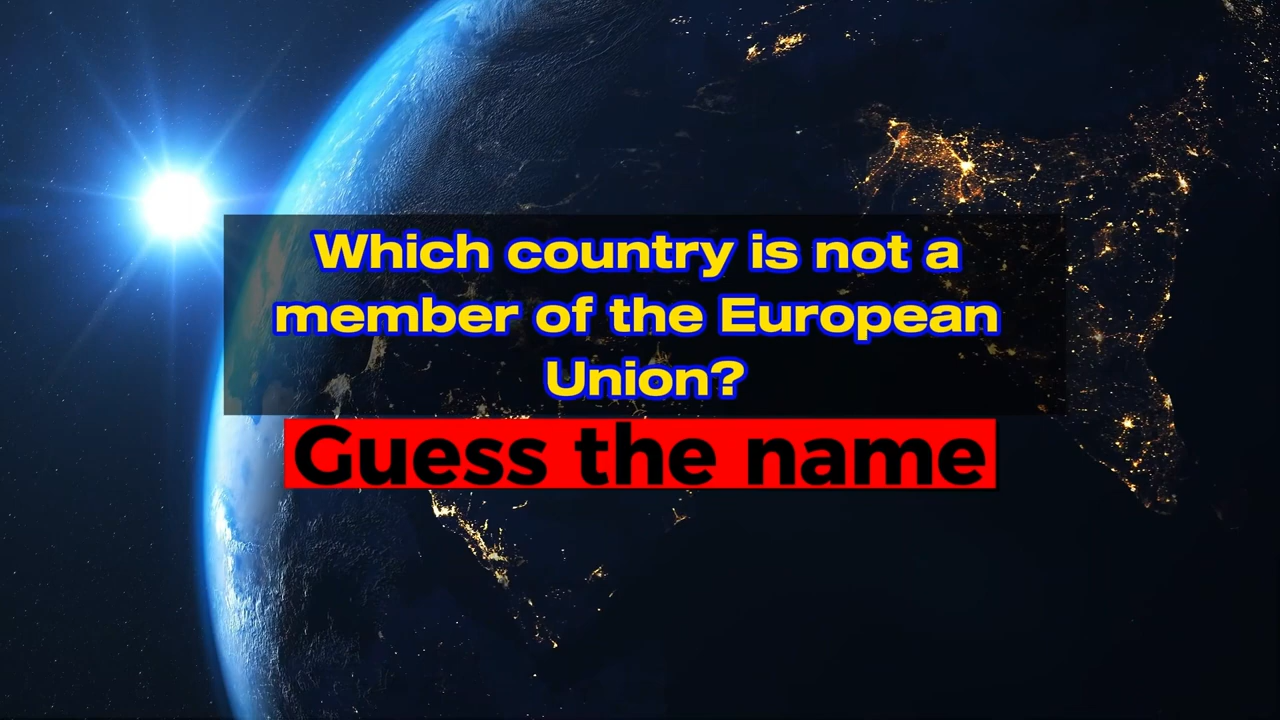 Which country is not a
member of the European
Union?
Guess the name